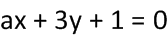 ax + 3y + 1 = 0